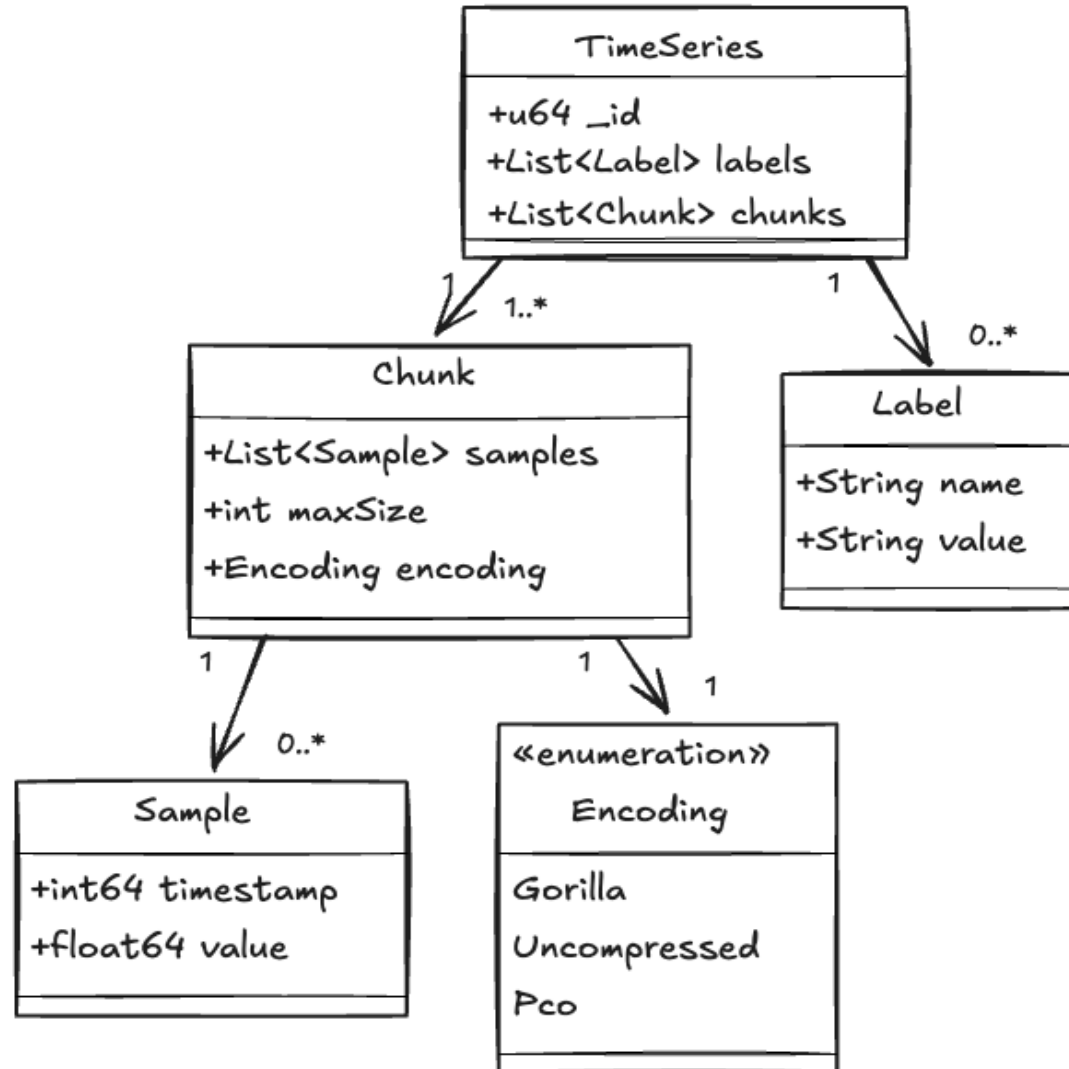 TimeSeries
+u64 _id
+List<Label> labels
+List<Chunk> chunks
1
1..*
1
0..*
Chunk
+List<Sample> samples
+int maxSize
+Encoding encoding
Label
+String name
+String value
1
0..*
1
1
Sample
+int64 timestamp
+float64 value
«enumeration»
Encoding
Gorilla
Uncompressed
Pco